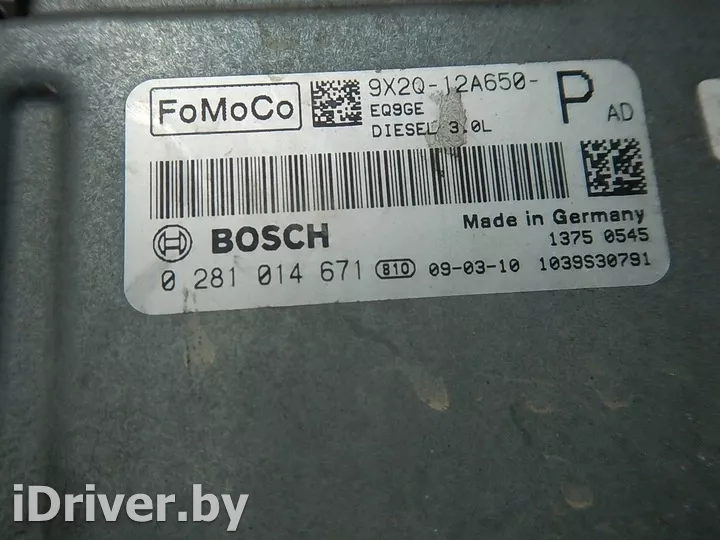 FoMoCo 9X2Q-12A650- P AD
EQ9GE
DIESEL 3.0L
Made in Germany
BOSCH 1375 0545
0 281 014 671 810 09-03-10 1039S30791
iDriver.by